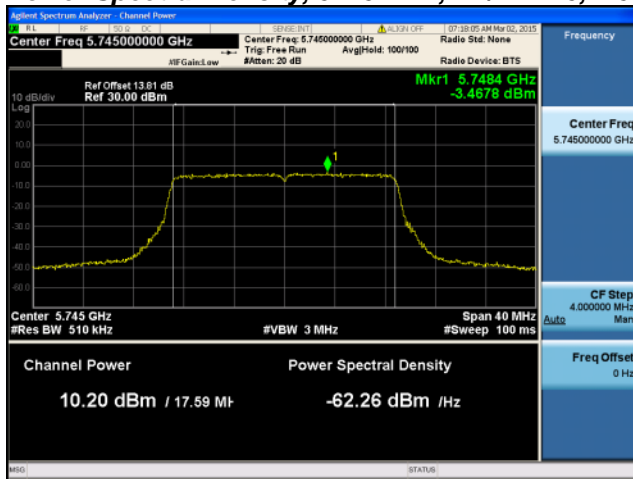 Agilent Spectrum Analyzer - Channel Power
RL RF 50 Ω DC SENSE:INT ALIGN OFF 07:18:05 AM Mar 02, 2015
Center Freq 5.745000000 GHz
#IFGain:Low
Center Freq: 5.745000000 GHz
Trig: Free Run Avg|Hold: 100/100
#Atten: 20 dB
Radio Std: None
Radio Device: BTS
Ref Offset 13.81 dB
10 dB/div Ref 30.00 dBm
Mkr1 5.7484 GHz
-3.4678 dBm
Log
20.0
10.0
0.00
-10.0
-20.0
-30.0
-40.0
-50.0
-60.0
1
Center 5.745 GHz Span 40 MHz
#Res BW 510 kHz #VBW 3 MHz #Sweep 100 ms
Channel Power Power Spectral Density
10.20 dBm / 17.59 MH -62.26 dBm /Hz
MSG STATUS
Frequency
Center Freq
5.745000000 GHz
CF Step
4.000000 MHz
Auto Man
Freq Offset
0 Hz